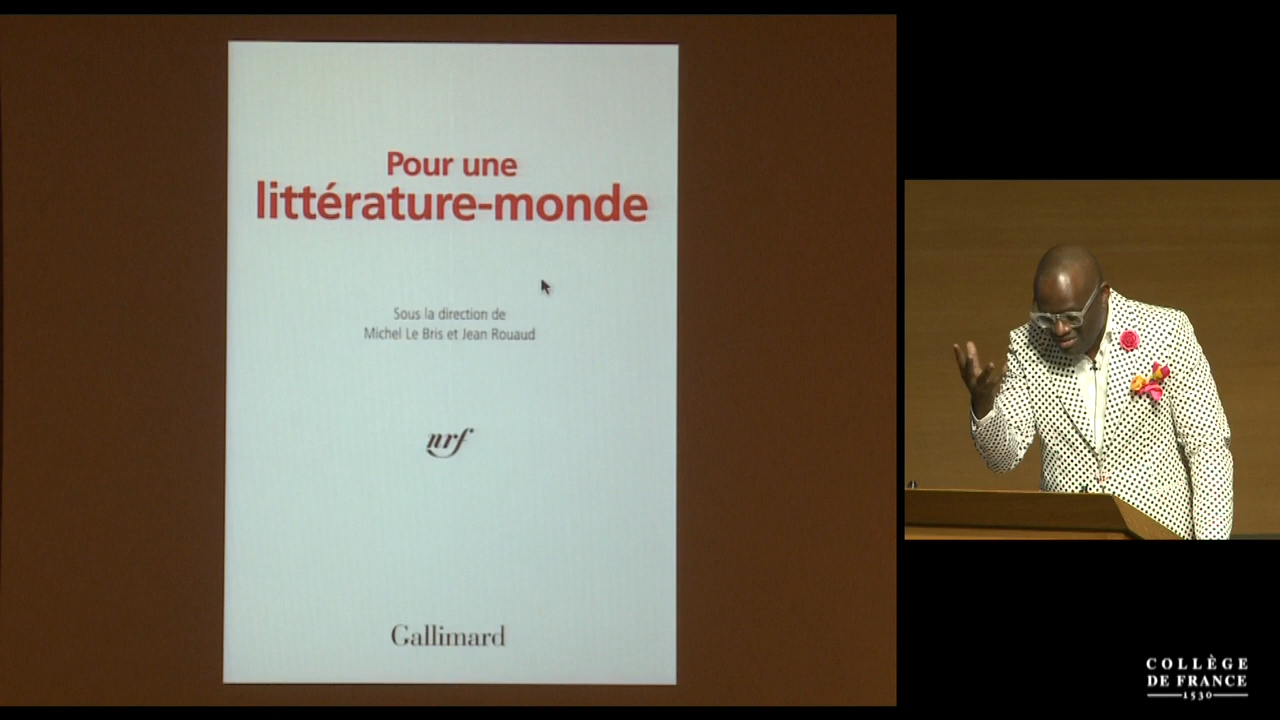 Pour une
littérature-monde
Sous la direction de
Michel Le Bris et Jean Rouaud
nrf
Gallimard
COLLÈGE
DE FRANCE
1530